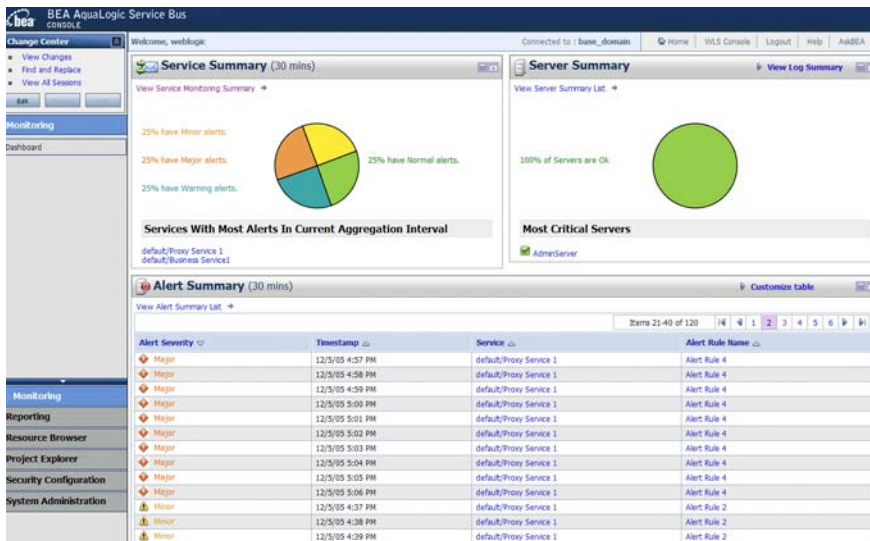 bea
BEA AquaLogic Service Bus
CONSOLE
Change Center
View Changes
Find and Replace
View All Sessions
Edit
Monitoring
Dashboard
Monitoring
Reporting
Resource Browser
Project Explorer
Security Configuration
System Administration
Welcome, weblogic
Connected to : base_domain
Home
WLS Console
Logout
Help
AskBEA
Service Summary (30 mins)
View Service Monitoring Summary
25% have Minor alerts.
25% have Major alerts.
25% have Warning alerts.
25% have Normal alerts.
Services With Most Alerts In Current Aggregation Interval
default/Proxy Service 1
default/Business Service1
Server Summary
View Log Summary
View Server Summary List
100% of Servers are Ok
Most Critical Servers
AdminServer
Alert Summary (30 mins)
Customize table
View Alert Summary List
Items 21-40 of 120 1 2 3 4 5 6
Alert Severity Timestamp Service Alert Rule Name
Major 12/5/05 4:57 PM default/Proxy Service 1 Alert Rule 4
Major 12/5/05 4:58 PM default/Proxy Service 1 Alert Rule 4
Major 12/5/05 4:59 PM default/Proxy Service 1 Alert Rule 4
Major 12/5/05 5:00 PM default/Proxy Service 1 Alert Rule 4
Major 12/5/05 5:01 PM default/Proxy Service 1 Alert Rule 4
Major 12/5/05 5:02 PM default/Proxy Service 1 Alert Rule 4
Major 12/5/05 5:03 PM default/Proxy Service 1 Alert Rule 4
Major 12/5/05 5:04 PM default/Proxy Service 1 Alert Rule 4
Major 12/5/05 5:05 PM default/Proxy Service 1 Alert Rule 4
Major 12/5/05 5:06 PM default/Proxy Service 1 Alert Rule 4
Minor 12/5/05 4:37 PM default/Proxy Service 1 Alert Rule 2
Minor 12/5/05 4:38 PM default/Proxy Service 1 Alert Rule 2
Minor 12/5/05 4:39 PM default/Proxy Service 1 Alert Rule 2